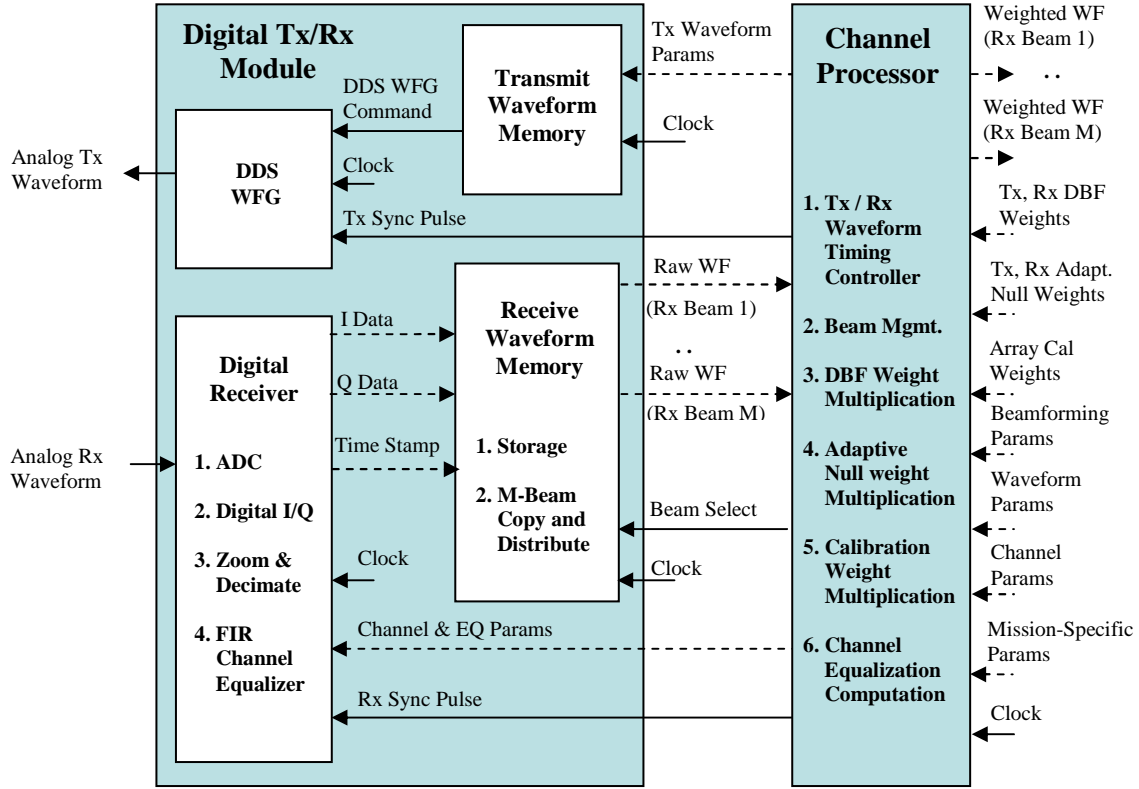 Digital Tx/Rx
Module
Analog Tx
Waveform
DDS
WFG
DDS WFG
Command
Clock
Tx Sync Pulse
Transmit
Waveform
Memory
Tx Waveform
Params
Clock
Analog Rx
Waveform
Digital
Receiver
1. ADC
2. Digital I/Q
3. Zoom &
Decimate
4. FIR
Channel
Equalizer
I Data
Q Data
Time Stamp
Clock
Channel & EQ Params
Rx Sync Pulse
Receive
Waveform
Memory
1. Storage
2. M-Beam
Copy and
Distribute
Raw WF
(Rx Beam 1)
. .
Raw WF
(Rx Beam M)
Beam Select
Clock
Channel
Processor
1. Tx / Rx
Waveform
Timing
Controller
2. Beam Mgmt.
3. DBF Weight
Multiplication
4. Adaptive
Null weight
Multiplication
5. Calibration
Weight
Multiplication
6. Channel
Equalization
Computation
Weighted WF
(Rx Beam 1)
. .
Weighted WF
(Rx Beam M)
Tx, Rx DBF
Weights
Tx, Rx Adapt.
Null Weights
Array Cal
Weights
Beamforming
Params
Waveform
Params
Channel
Params
Mission-Specific
Params
Clock